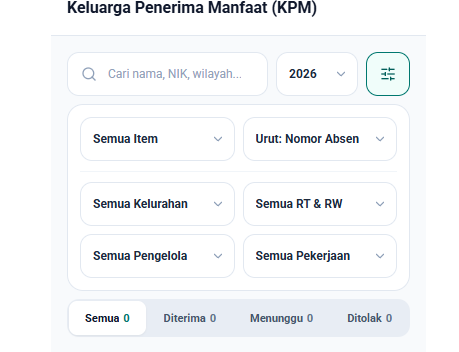 Keluarga Penerima Manfaat (KPM)
Cari nama, NIK, wilayah...
2026
Semua Item
Urut: Nomor Absen
Semua Kelurahan
Semua RT & RW
Semua Pengelola
Semua Pekerjaan
Semua 0
Diterima 0
Menunggu 0
Ditolak 0